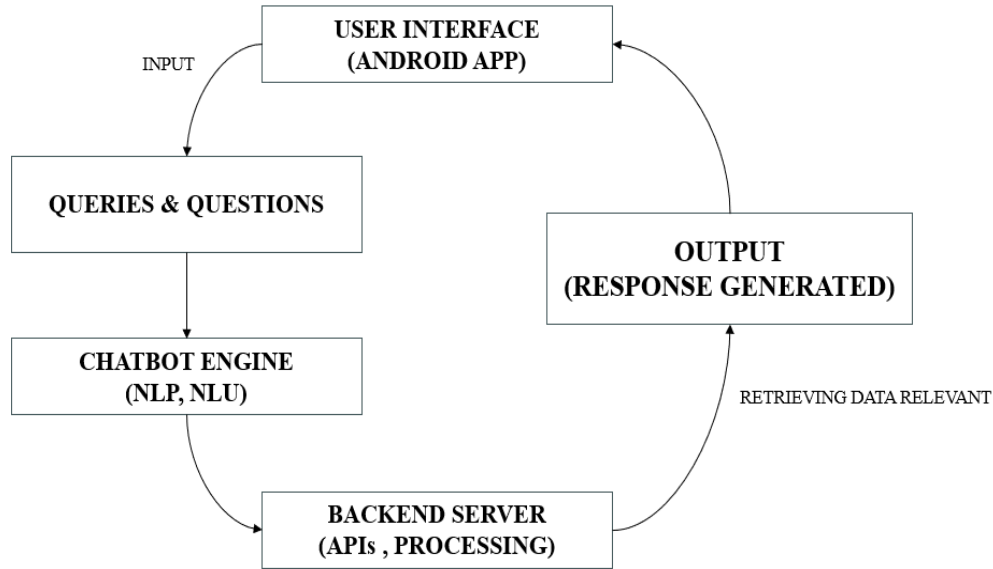 USER INTERFACE
(ANDROID APP)
INPUT
QUERIES & QUESTIONS
OUTPUT
(RESPONSE GENERATED)
CHATBOT ENGINE
(NLP, NLU)
RETRIEVING DATA RELEVANT
BACKEND SERVER
(APIs , PROCESSING)